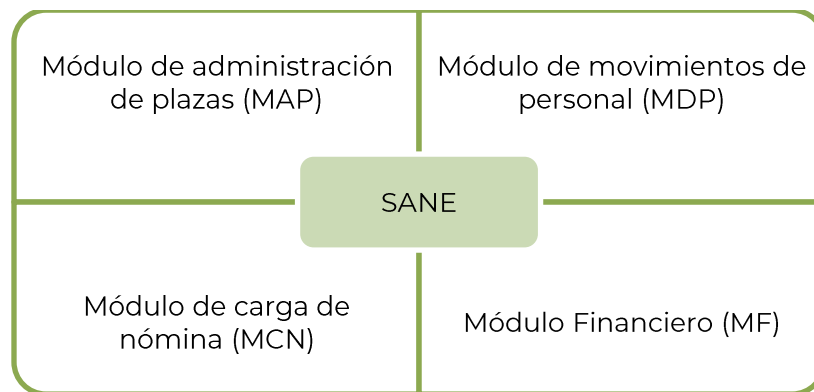 Módulo de administración
de plazas (MAP)
Módulo de movimientos de
personal (MDP)
SANE
Módulo de carga de
nómina (MCN)
Módulo Financiero (MF)